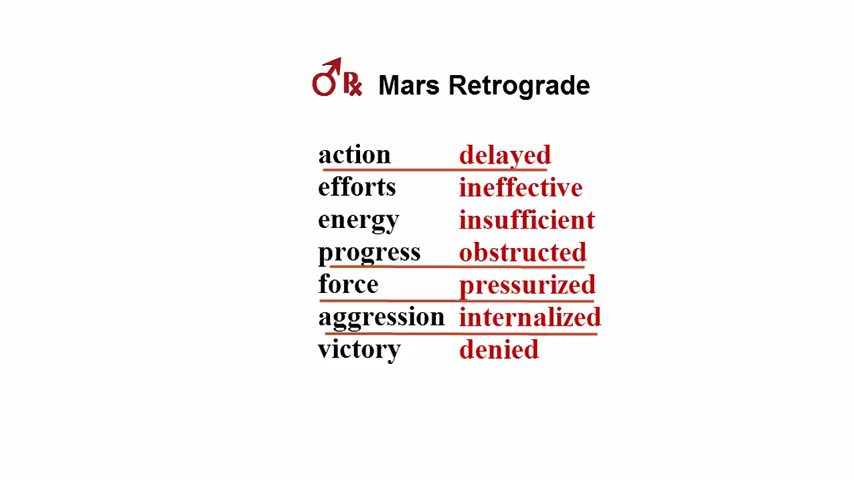 ♂℞ Mars Retrograde
action delayed
efforts ineffective
energy insufficient
progress obstructed
force pressurized
aggression internalized
victory denied